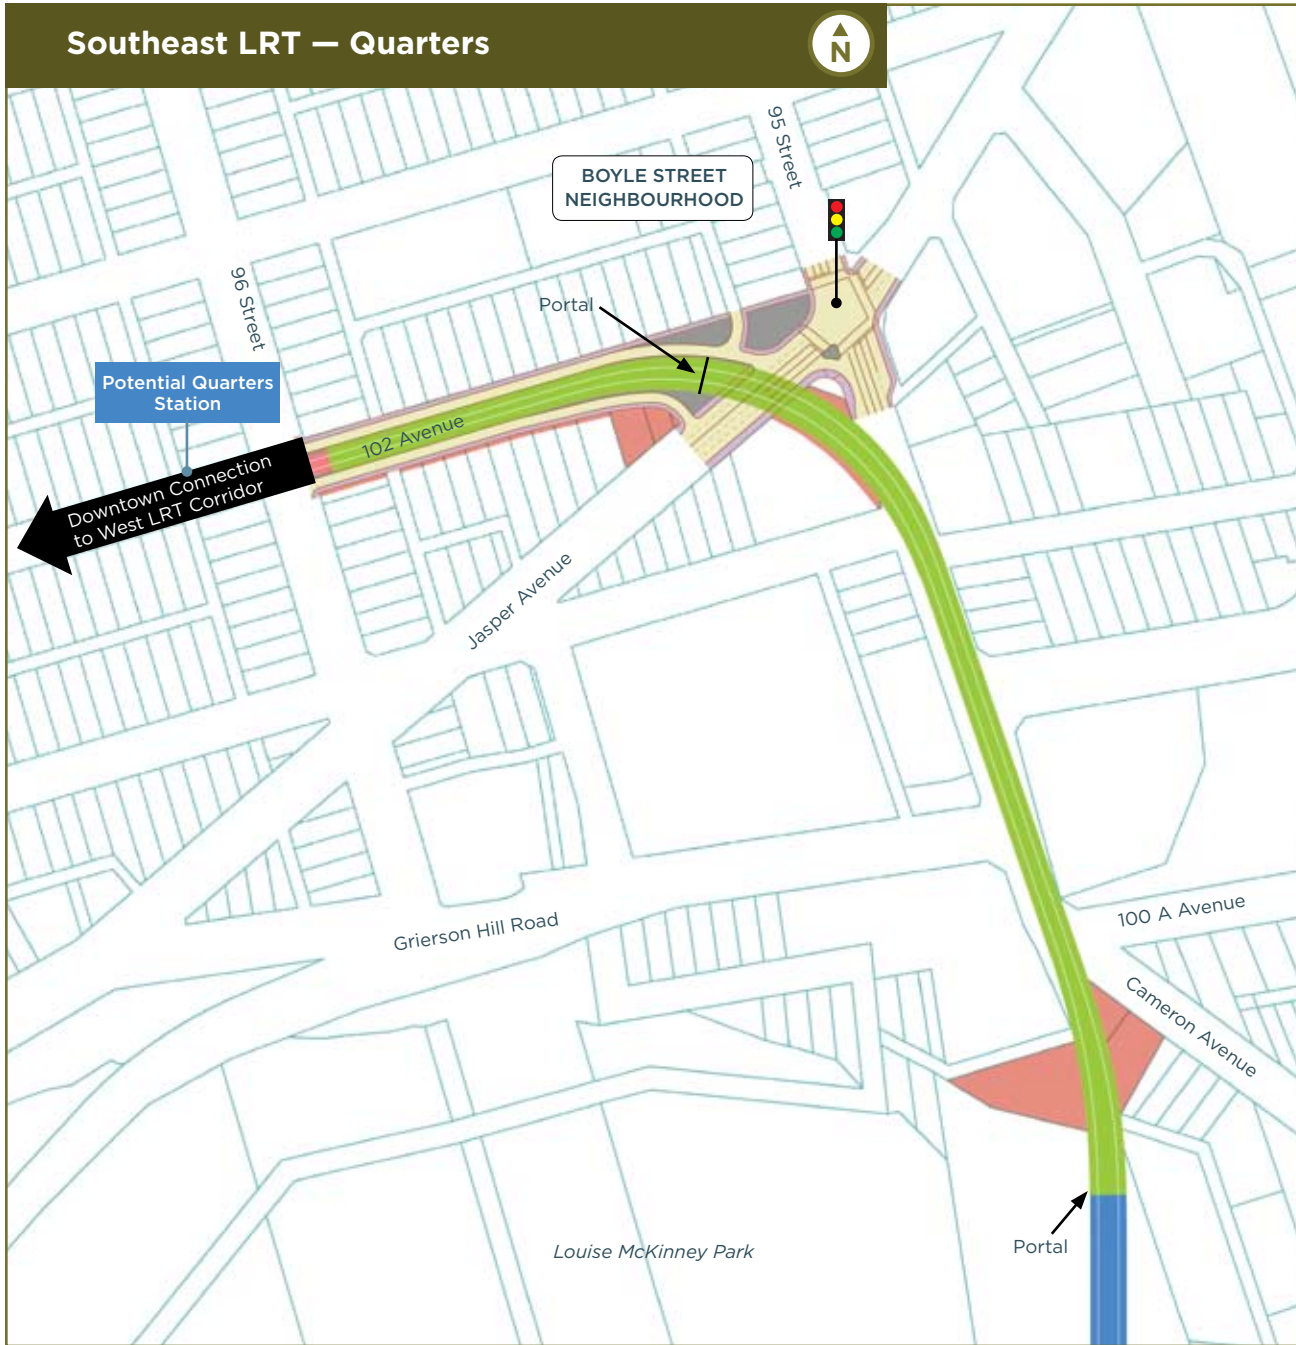 Southeast LRT — Quarters
N
95 Street
BOYLE STREET
NEIGHBOURHOOD
96 Street
Portal
Potential Quarters
Station
102 Avenue
Downtown Connection
to West LRT Corridor
Jasper Avenue
Grierson Hill Road
100 A Avenue
Cameron Avenue
Louise McKinney Park
Portal